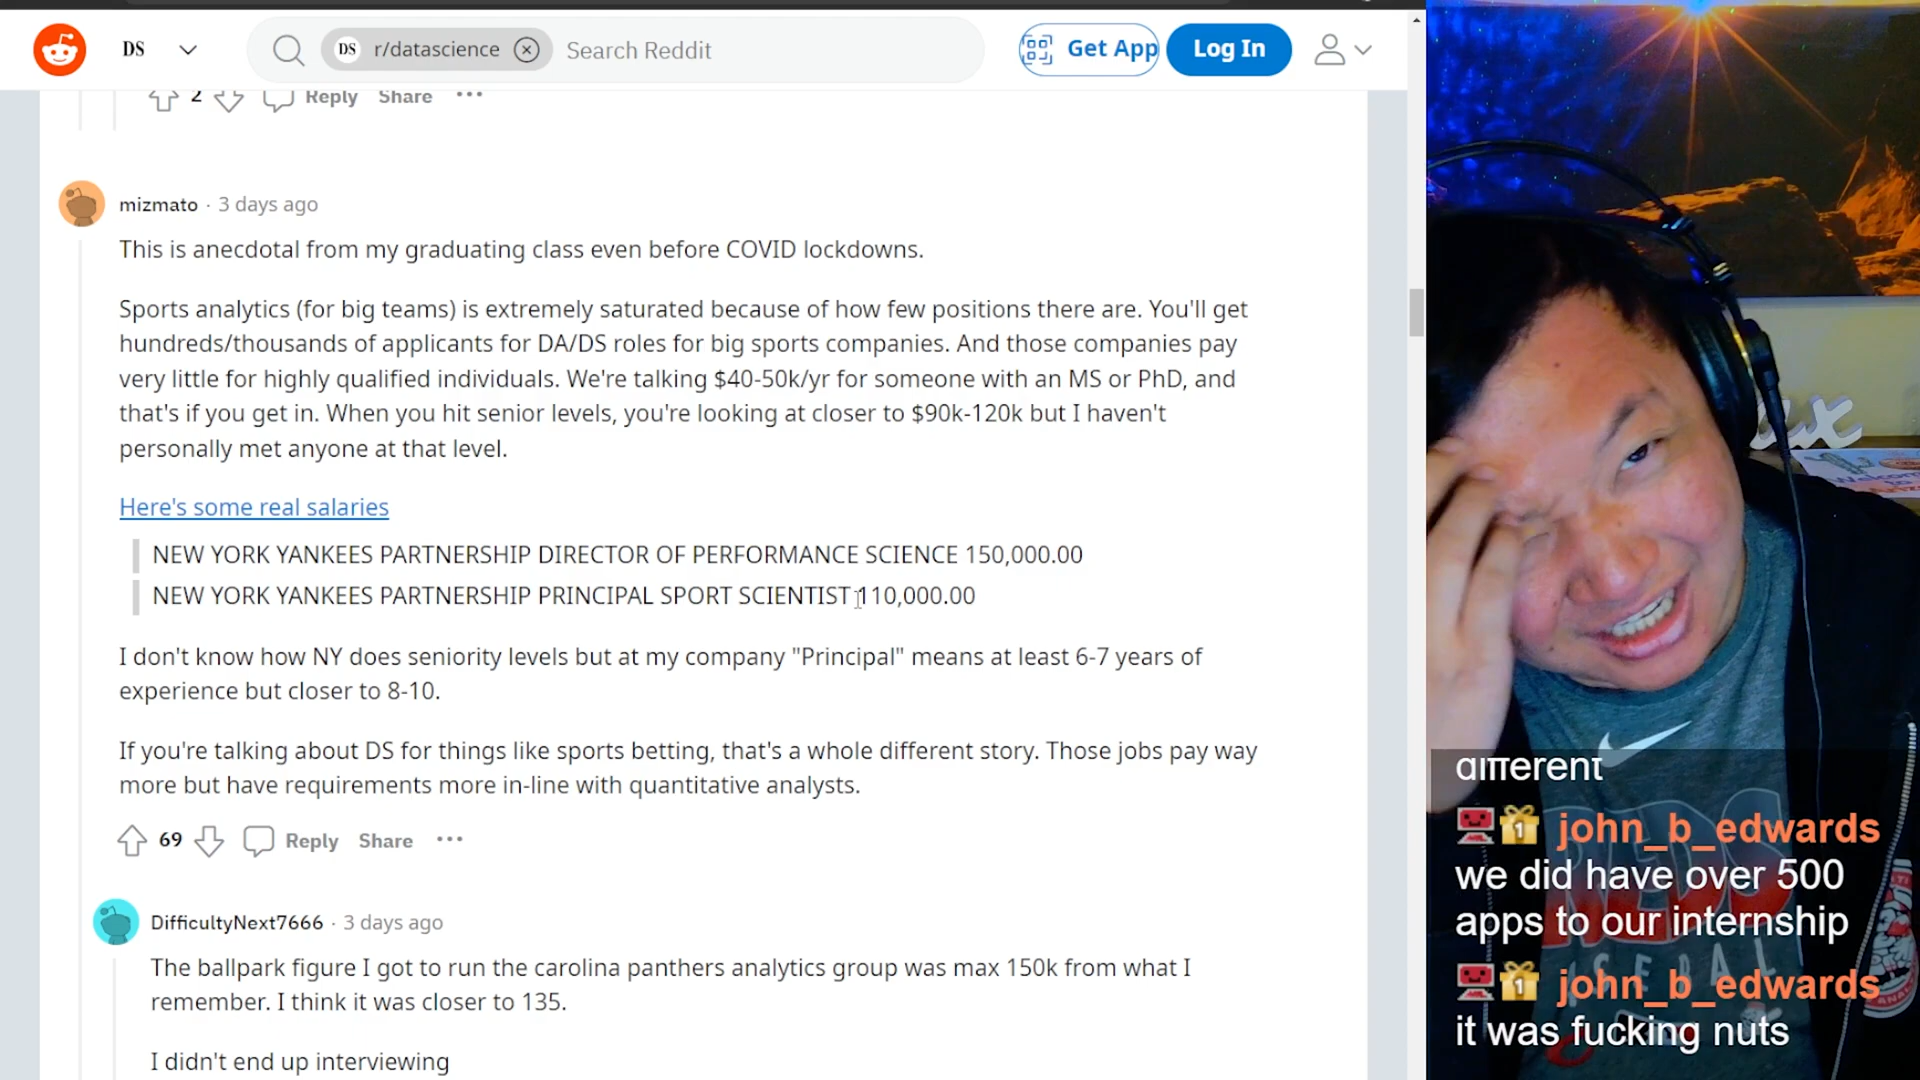 DS
DS r/datascience Search Reddit
Get App
Log In
2 Reply Share ...
mizmato · 3 days ago
This is anecdotal from my graduating class even before COVID lockdowns.
Sports analytics (for big teams) is extremely saturated because of how few positions there are. You'll get
hundreds/thousands of applicants for DA/DS roles for big sports companies. And those companies pay
very little for highly qualified individuals. We're talking $40-50k/yr for someone with an MS or PhD, and
that's if you get in. When you hit senior levels, you're looking at closer to $90k-120k but I haven't
personally met anyone at that level.
Here's some real salaries
NEW YORK YANKEES PARTNERSHIP DIRECTOR OF PERFORMANCE SCIENCE 150,000.00
NEW YORK YANKEES PARTNERSHIP PRINCIPAL SPORT SCIENTIST 110,000.00
I don't know how NY does seniority levels but at my company "Principal" means at least 6-7 years of
experience but closer to 8-10.
If you're talking about DS for things like sports betting, that's a whole different story. Those jobs pay way
more but have requirements more in-line with quantitative analysts.
69 Reply Share ...
DifficultyNext7666 · 3 days ago
The ballpark figure I got to run the carolina panthers analytics group was max 150k from what I
remember. I think it was closer to 135.
I didn't end up interviewing
different
1 john_b_edwards
we did have over 500
apps to our internship
1 john_b_edwards
it was fucking nuts
REDS